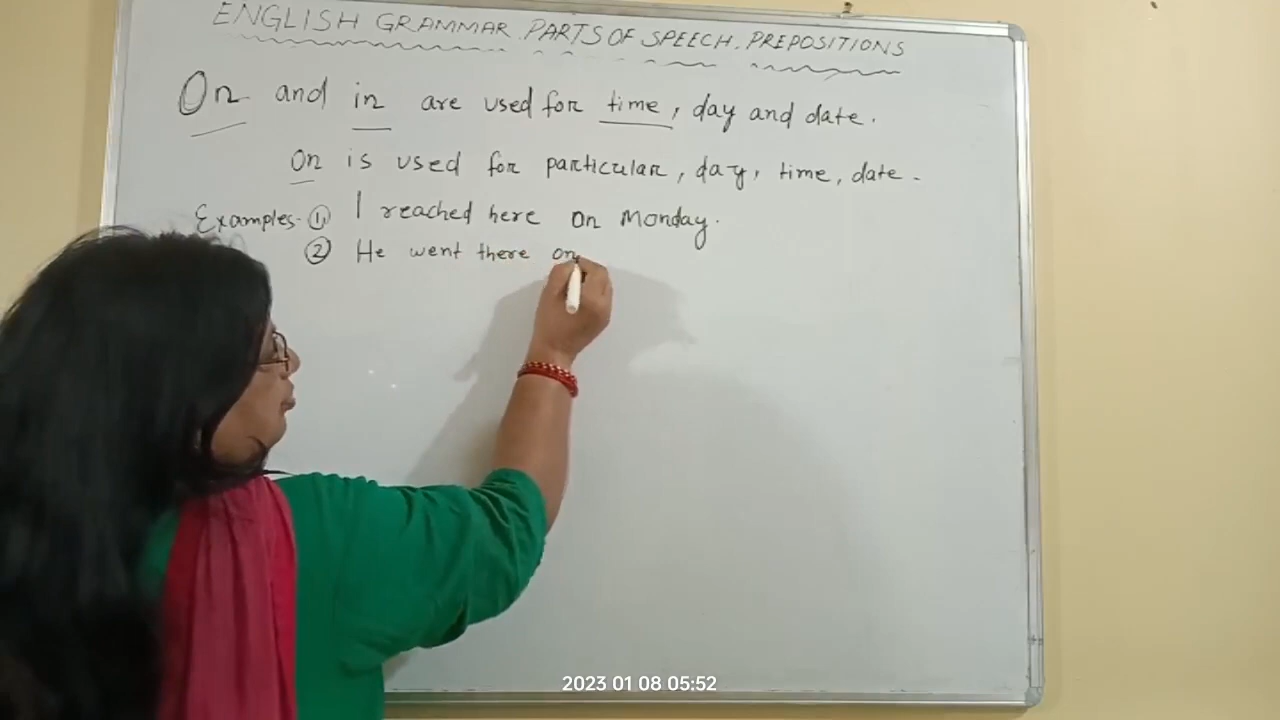 ENGLISH GRAMMAR. PARTS OF SPEECH. PREPOSITIONS
On and in are used for time, day and date.
On is used for particular, day, time, date.
Examples. ① I reached here on Monday.
② He went there on
2023 01 08 05:52